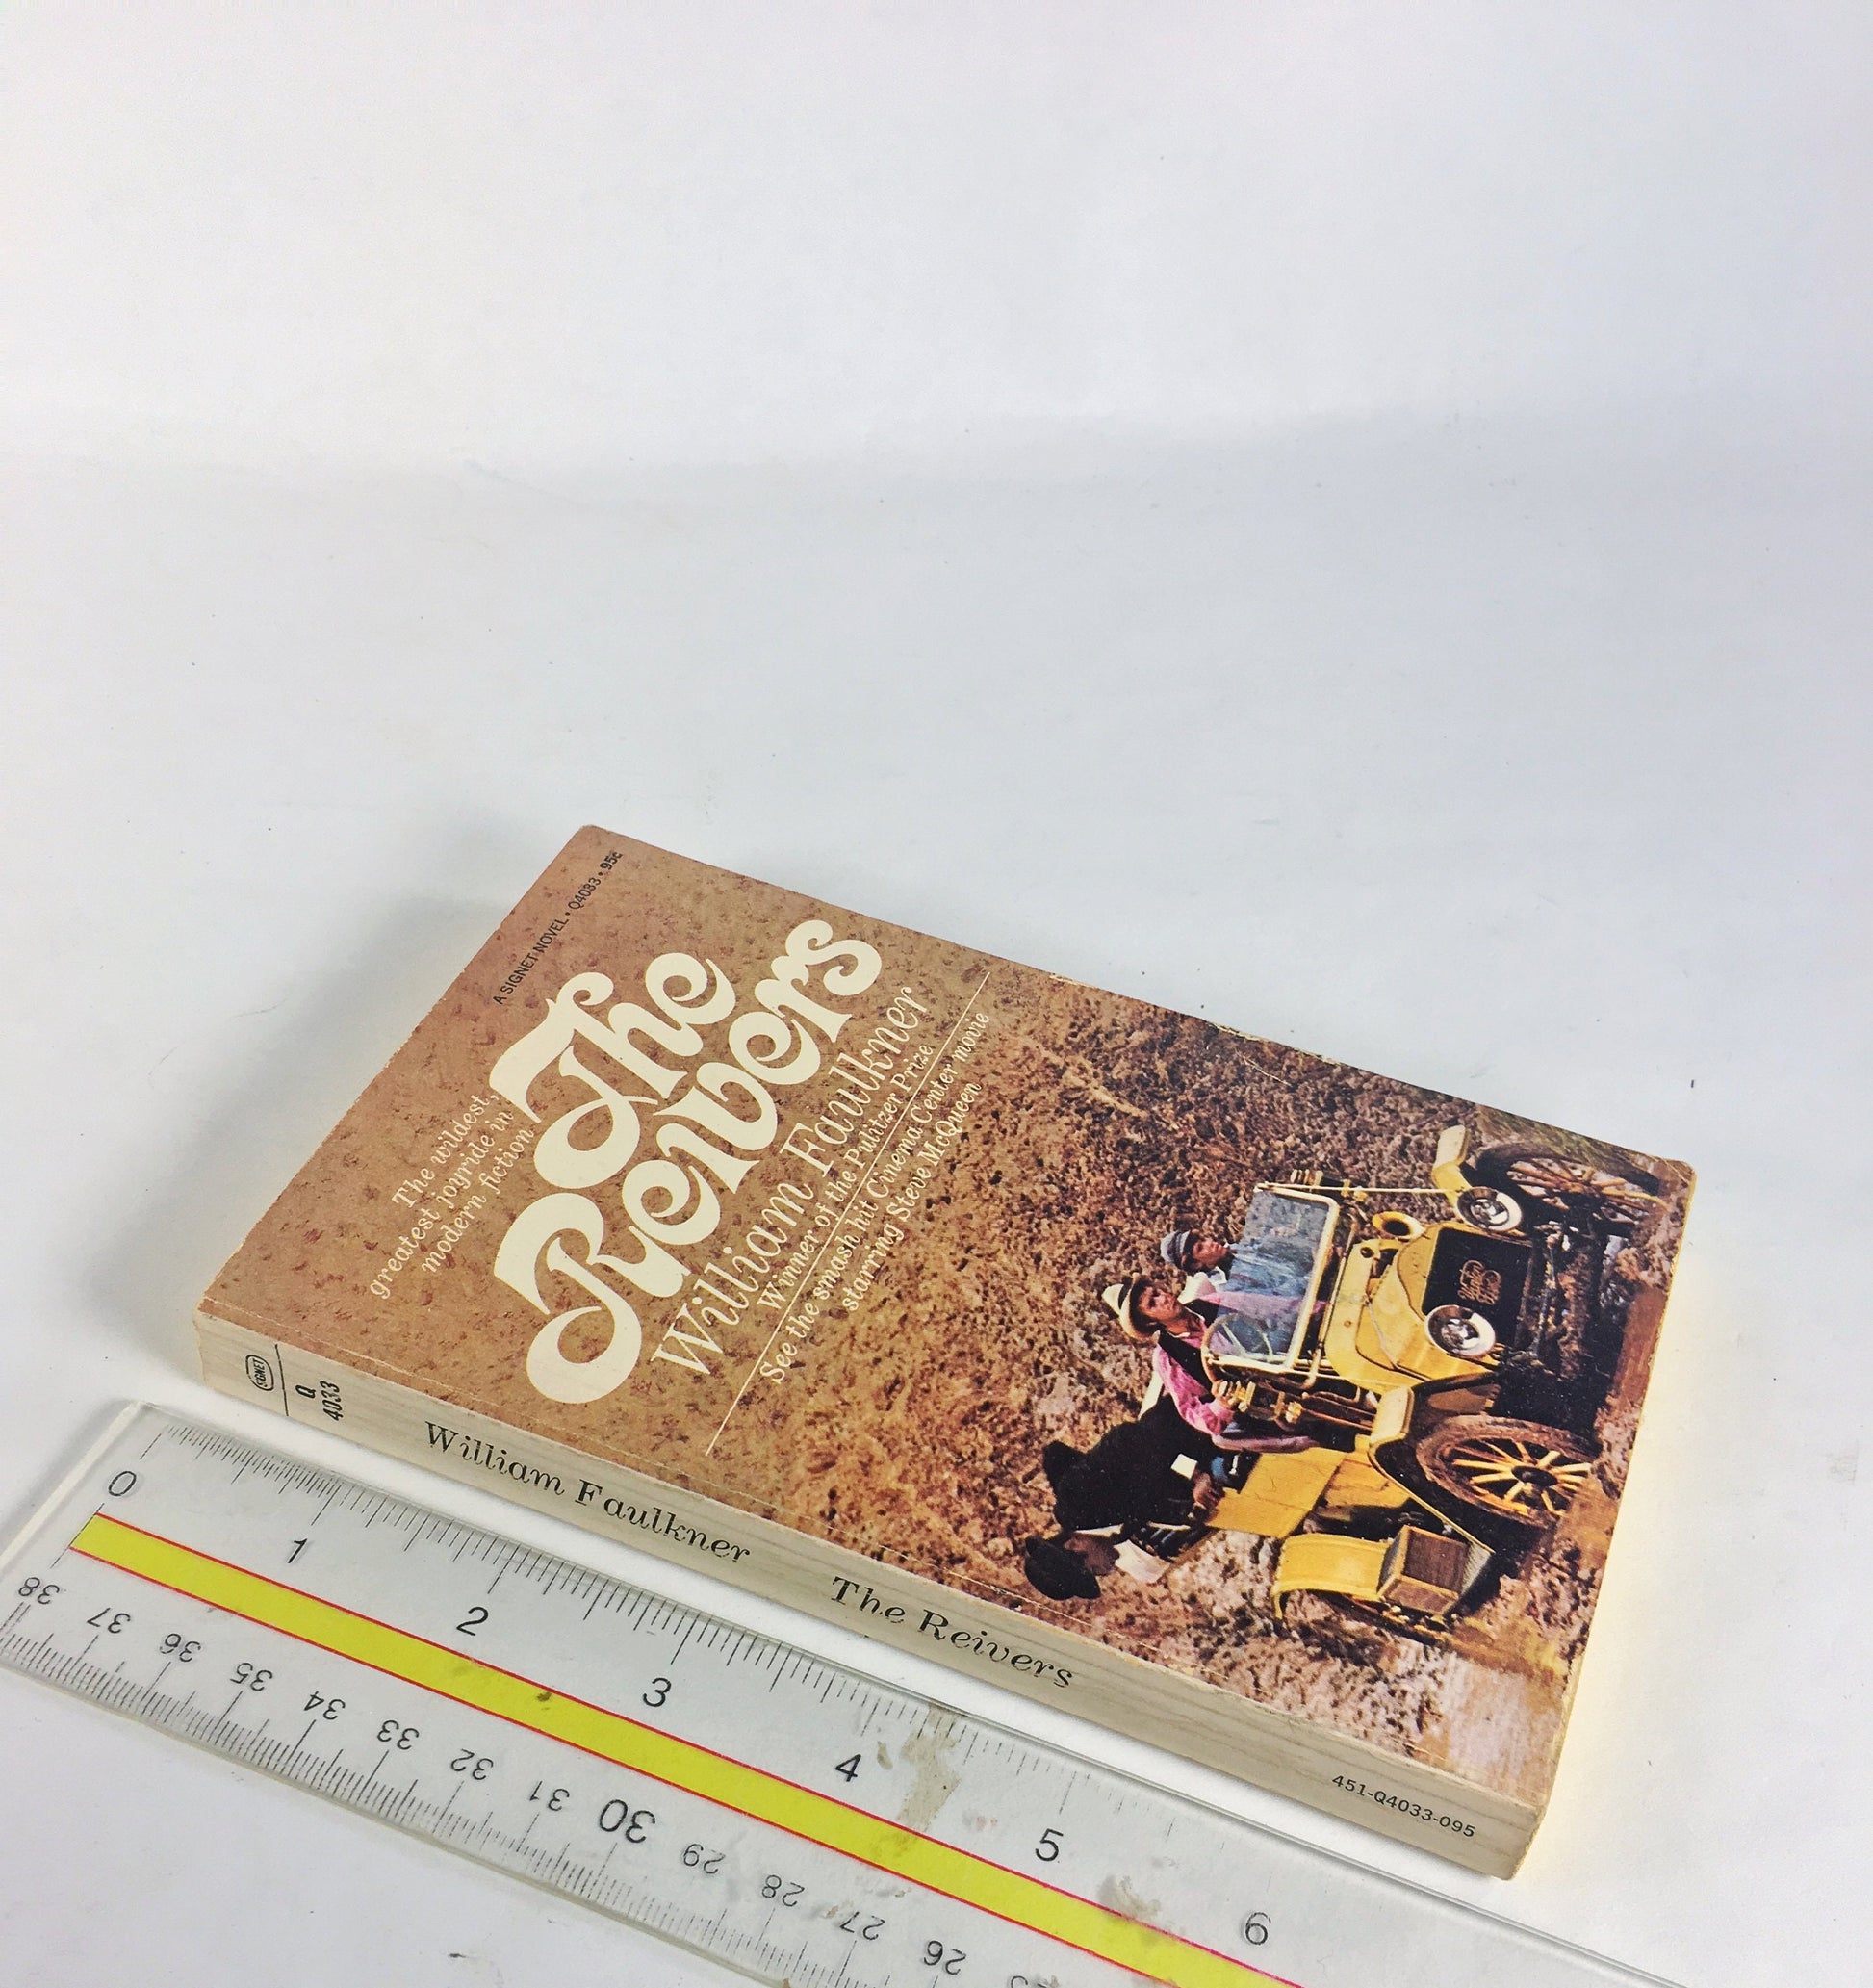 A SIGNET NOVEL • Q4033 • 95c
The wildest,
greatest joyride in
modern fiction
The
Reivers
William Faulkner
Winner of the Pulitzer Prize
See the smash hit Cinema Center movie
starring Steve McQueen
SIGNET
Q
4033
William Faulkner The Reivers
451-Q4033-095
0 1 2 3 4 5 6
38 37 36 35 34 33 32 31 30 29 28 27 26